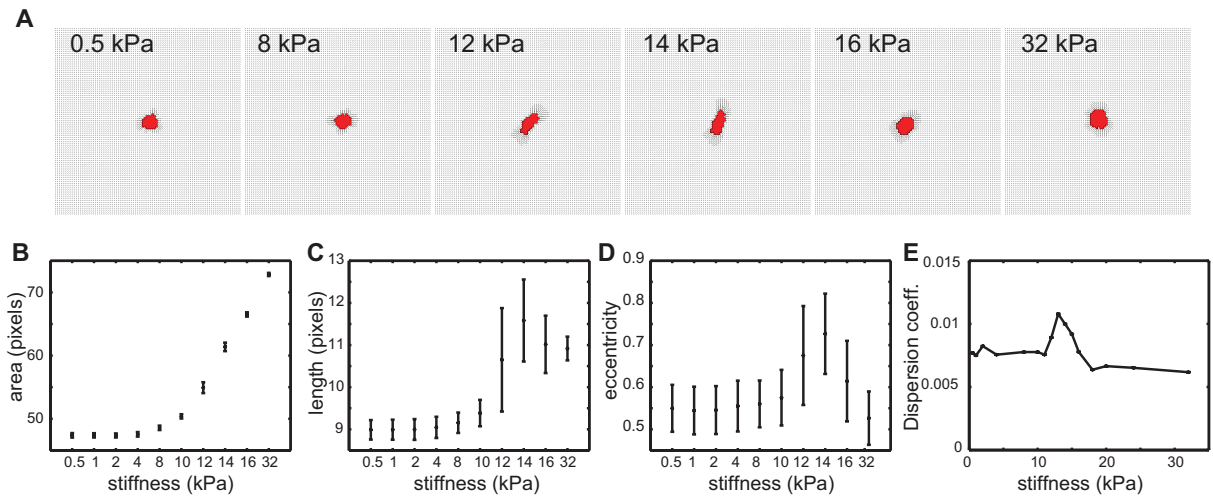 A
0.5 kPa 8 kPa 12 kPa 14 kPa 16 kPa 32 kPa
B
area (pixels)
70
60
50
0.5 1 2 4 8 10 12 14 16 32
stiffness (kPa)
C
length (pixels)
13
12
11
10
9
0.5 1 2 4 8 10 12 14 16 32
stiffness (kPa)
D
eccentricity
0.9
0.8
0.7
0.6
0.5
0.5 1 2 4 8 10 12 14 16 32
stiffness (kPa)
E
Dispersion coeff.
0.015
0.01
0.005
0
0 10 20 30
stiffness (kPa)